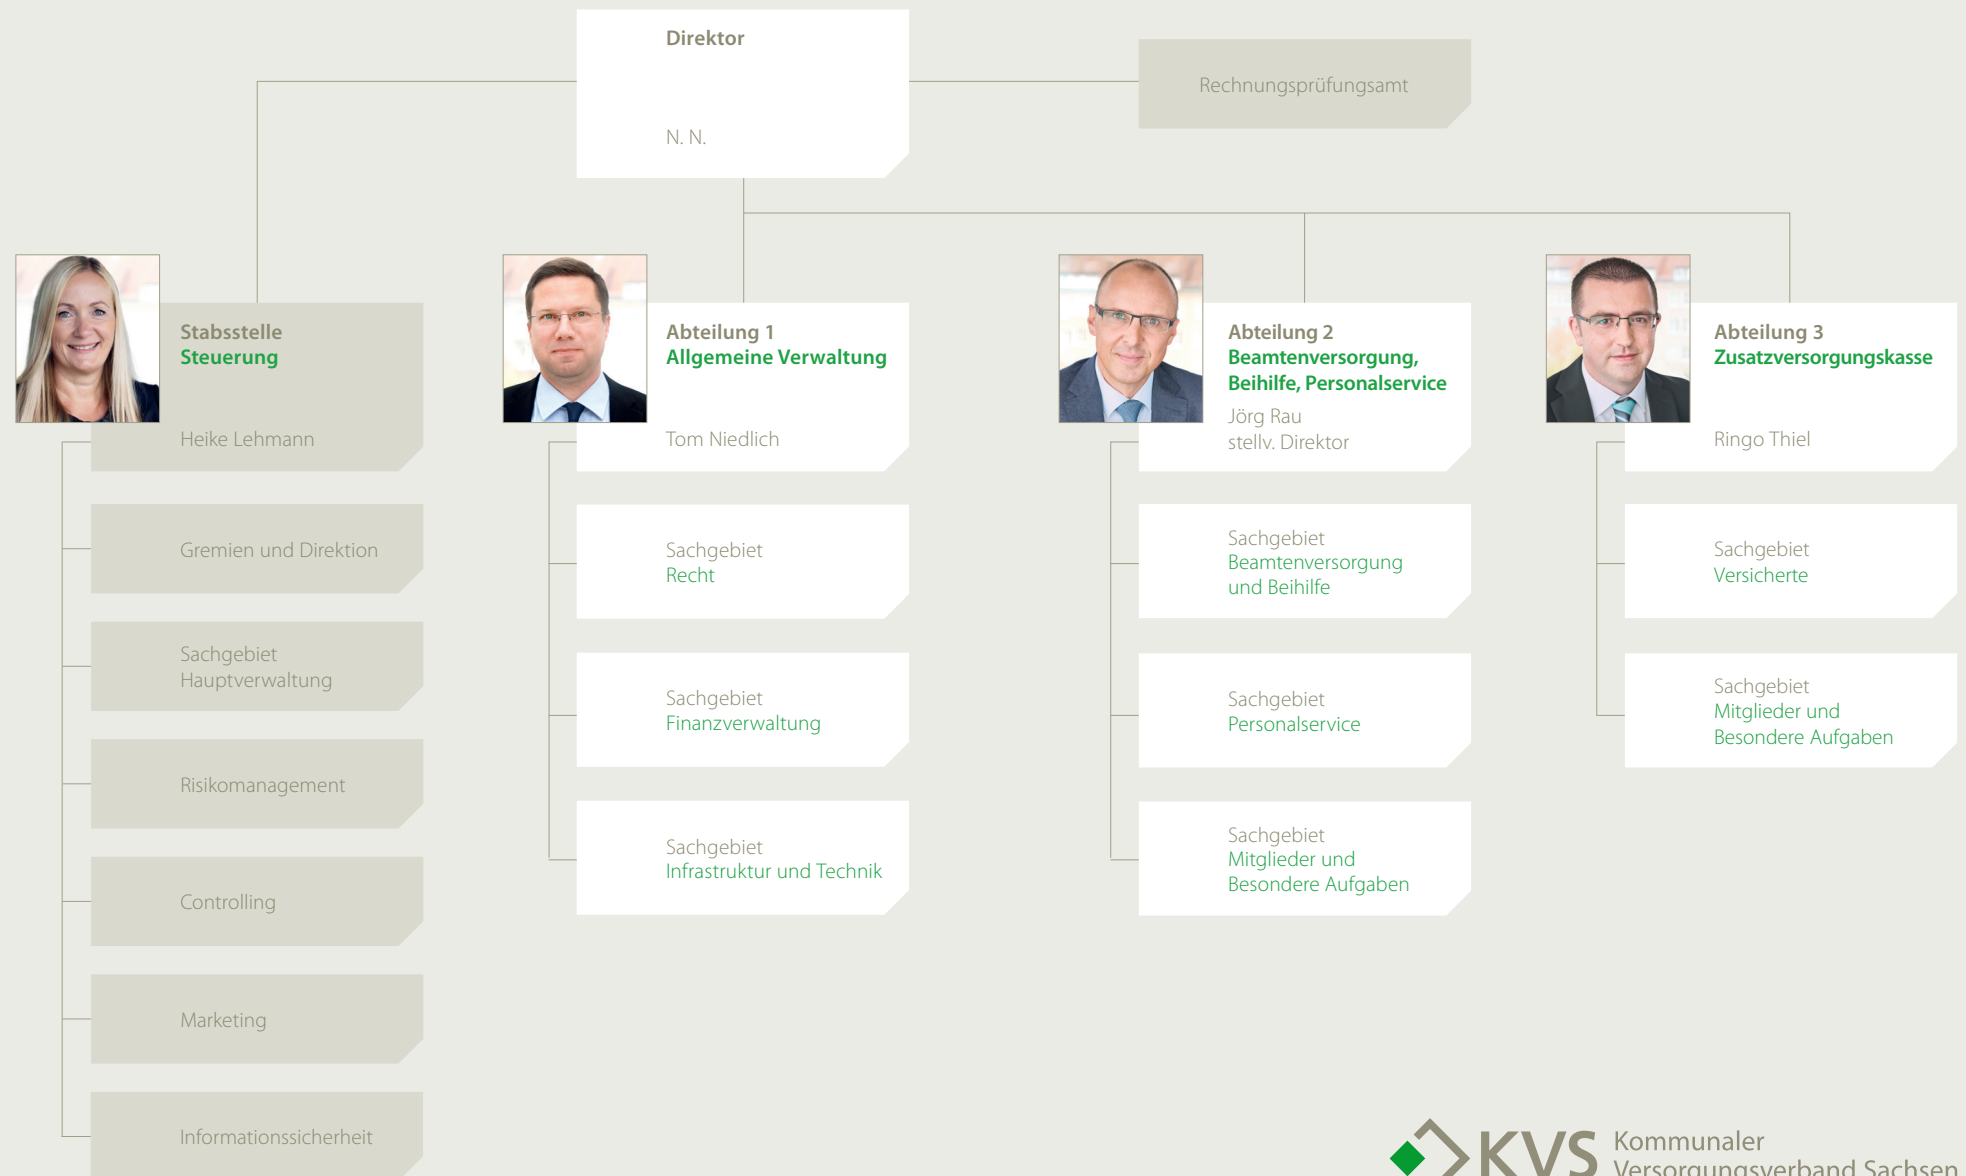 Direktor
N. N.
Rechnungsprüfungsamt
Stabsstelle
Steuerung
Heike Lehmann
Gremien und Direktion
Sachgebiet
Hauptverwaltung
Risikomanagement
Controlling
Marketing
Informationssicherheit
Abteilung 1
Allgemeine Verwaltung
Tom Niedlich
Sachgebiet
Recht
Sachgebiet
Finanzverwaltung
Sachgebiet
Infrastruktur und Technik
Abteilung 2
Beamtenversorgung,
Beihilfe, Personalservice
Jörg Rau
stellv. Direktor
Sachgebiet
Beamtenversorgung
und Beihilfe
Sachgebiet
Personalservice
Sachgebiet
Mitglieder und
Besondere Aufgaben
Abteilung 3
Zusatzversorgungskasse
Ringo Thiel
Sachgebiet
Versicherte
Sachgebiet
Mitglieder und
Besondere Aufgaben
KVS
Kommunaler
Versorgungsverband Sachsen